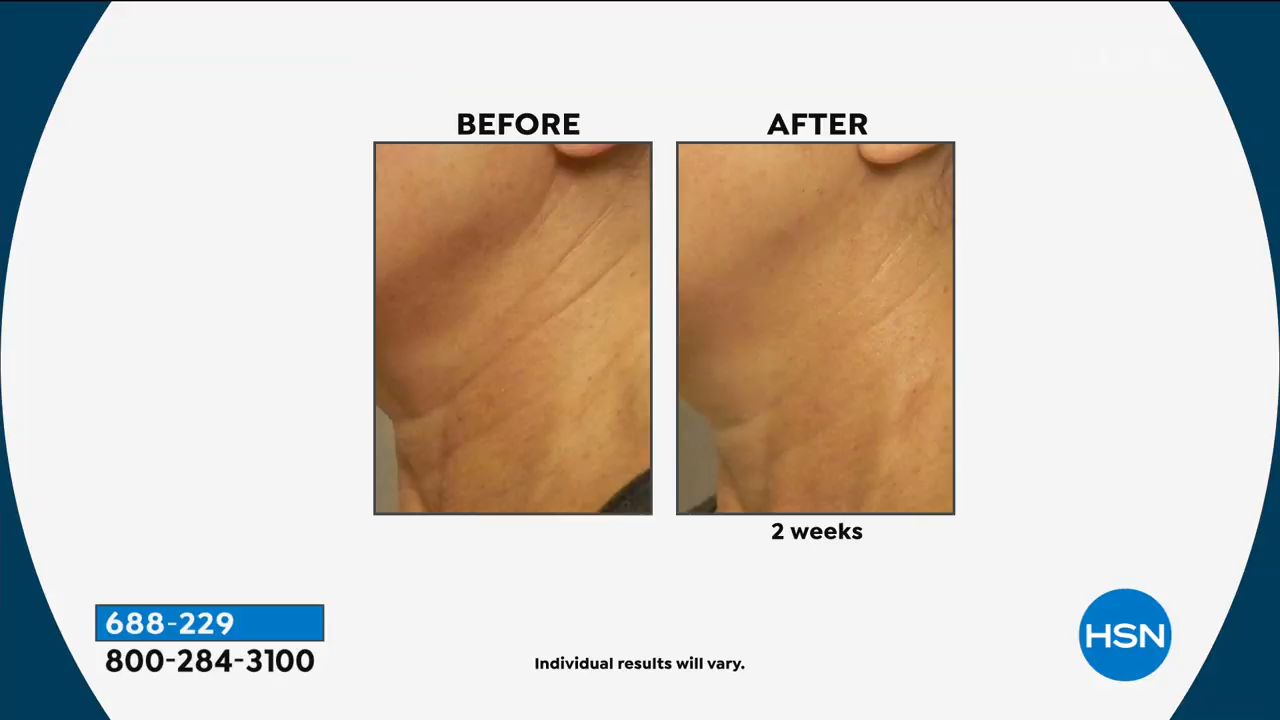 BEFORE
AFTER
2 weeks
688-229
800-284-3100
Individual results will vary.
HSN